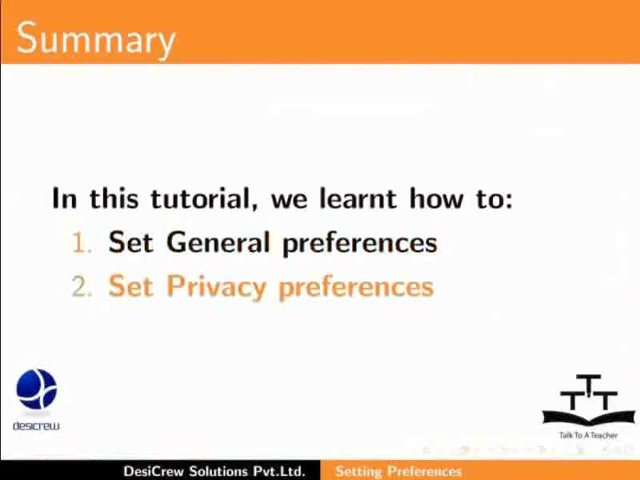 Summary
In this tutorial, we learnt how to:
1. Set General preferences
2. Set Privacy preferences
desicrew
TTT
Talk To A Teacher
DesiCrew Solutions Pvt.Ltd. Setting Preferences